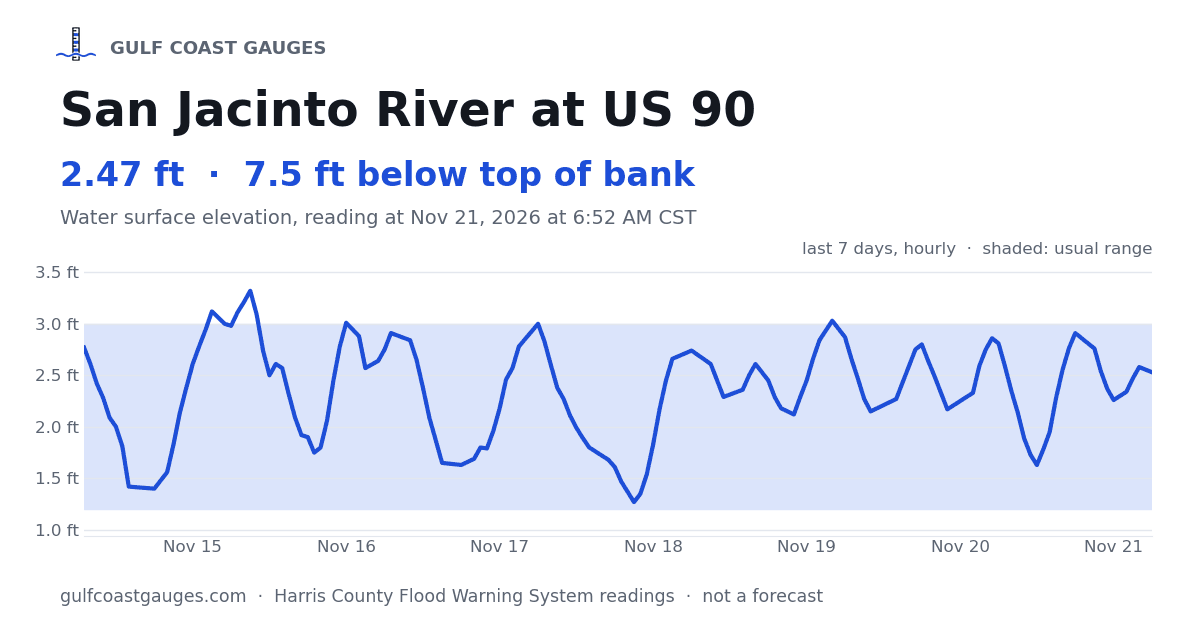 GULF COAST GAUGES
San Jacinto River at US 90
2.47 ft · 7.5 ft below top of bank
Water surface elevation, reading at Nov 21, 2026 at 6:52 AM CST
last 7 days, hourly · shaded: usual range
3.5 ft
3.0 ft
2.5 ft
2.0 ft
1.5 ft
1.0 ft
Nov 15 Nov 16 Nov 17 Nov 18 Nov 19 Nov 20 Nov 21
gulfcoastgauges.com · Harris County Flood Warning System readings · not a forecast